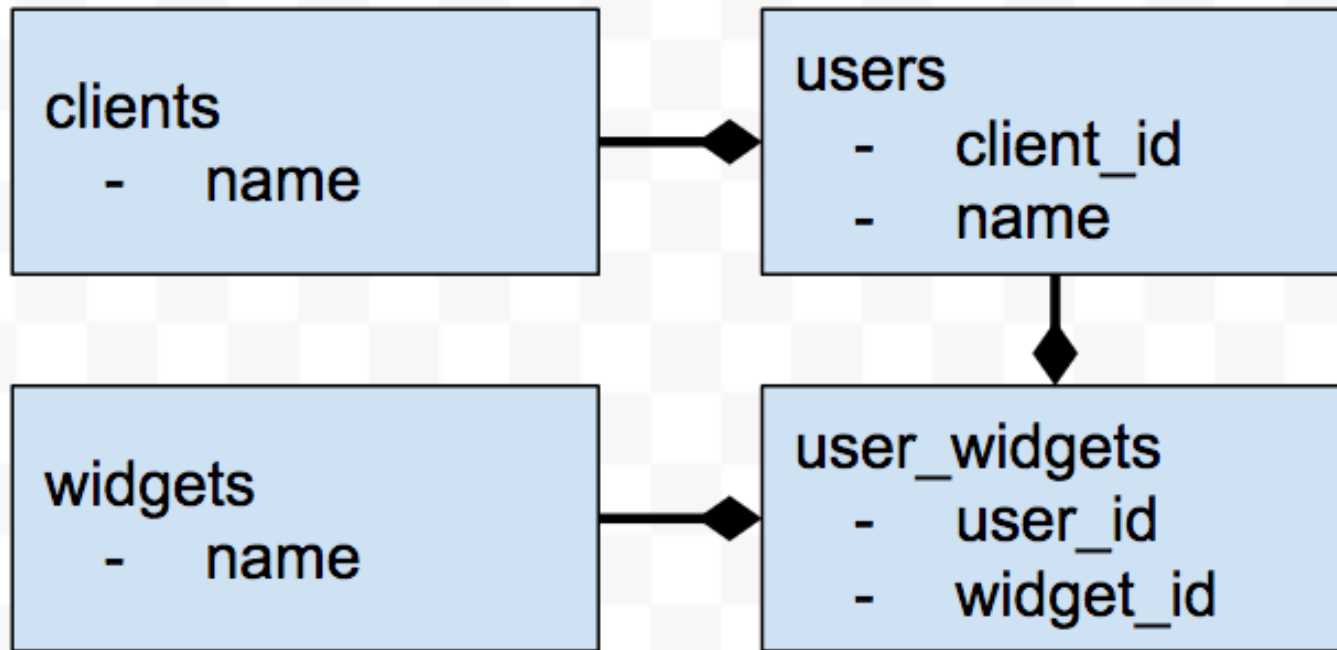 clients
- name
users
- client_id
- name
widgets
- name
user_widgets
- user_id
- widget_id